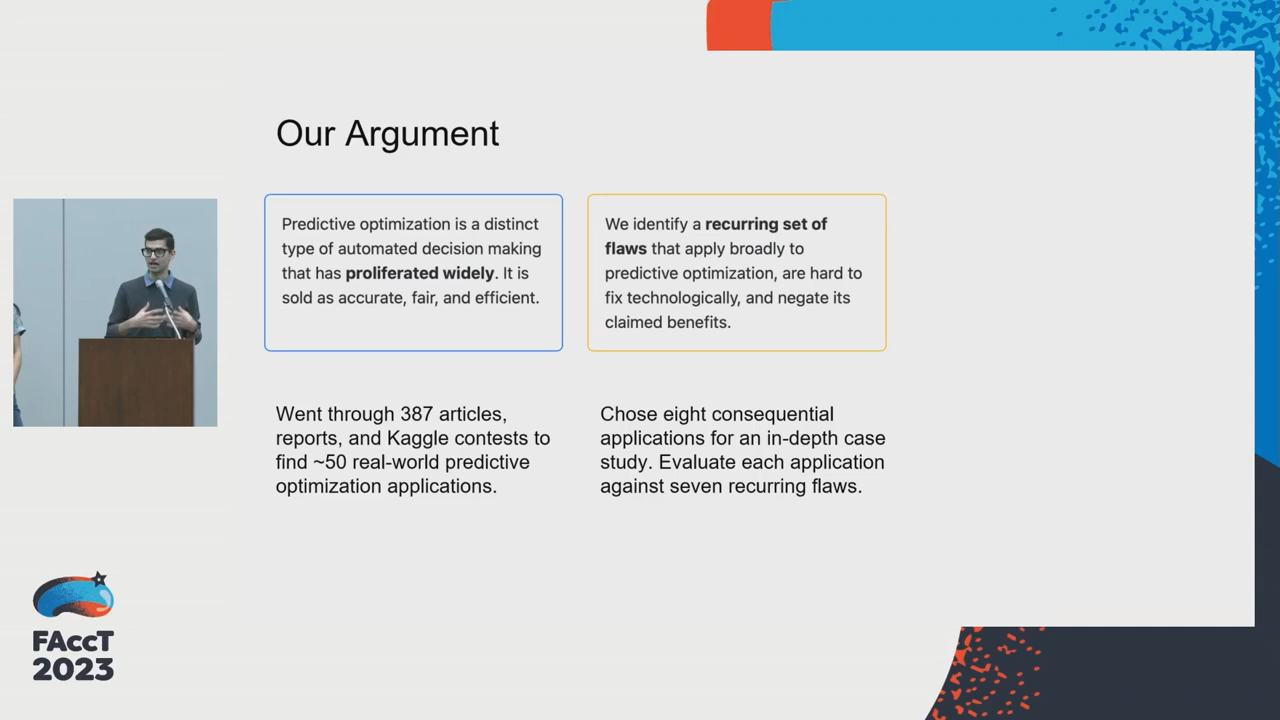 Our Argument
Predictive optimization is a distinct
type of automated decision making
that has proliferated widely. It is
sold as accurate, fair, and efficient.
We identify a recurring set of
flaws that apply broadly to
predictive optimization, are hard to
fix technologically, and negate its
claimed benefits.
Went through 387 articles,
reports, and Kaggle contests to
find ~50 real-world predictive
optimization applications.
Chose eight consequential
applications for an in-depth case
study. Evaluate each application
against seven recurring flaws.
FAccT
2023